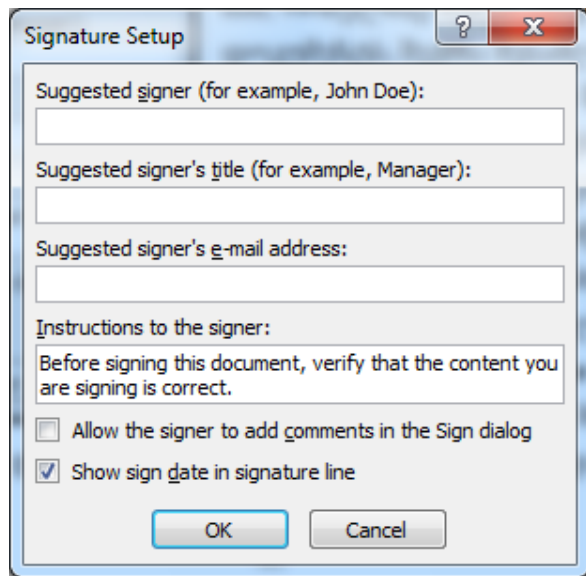 Signature Setup
Suggested signer (for example, John Doe):
Suggested signer's title (for example, Manager):
Suggested signer's e-mail address:
Instructions to the signer:
Before signing this document, verify that the content you
are signing is correct.
Allow the signer to add comments in the Sign dialog
Show sign date in signature line
OK Cancel